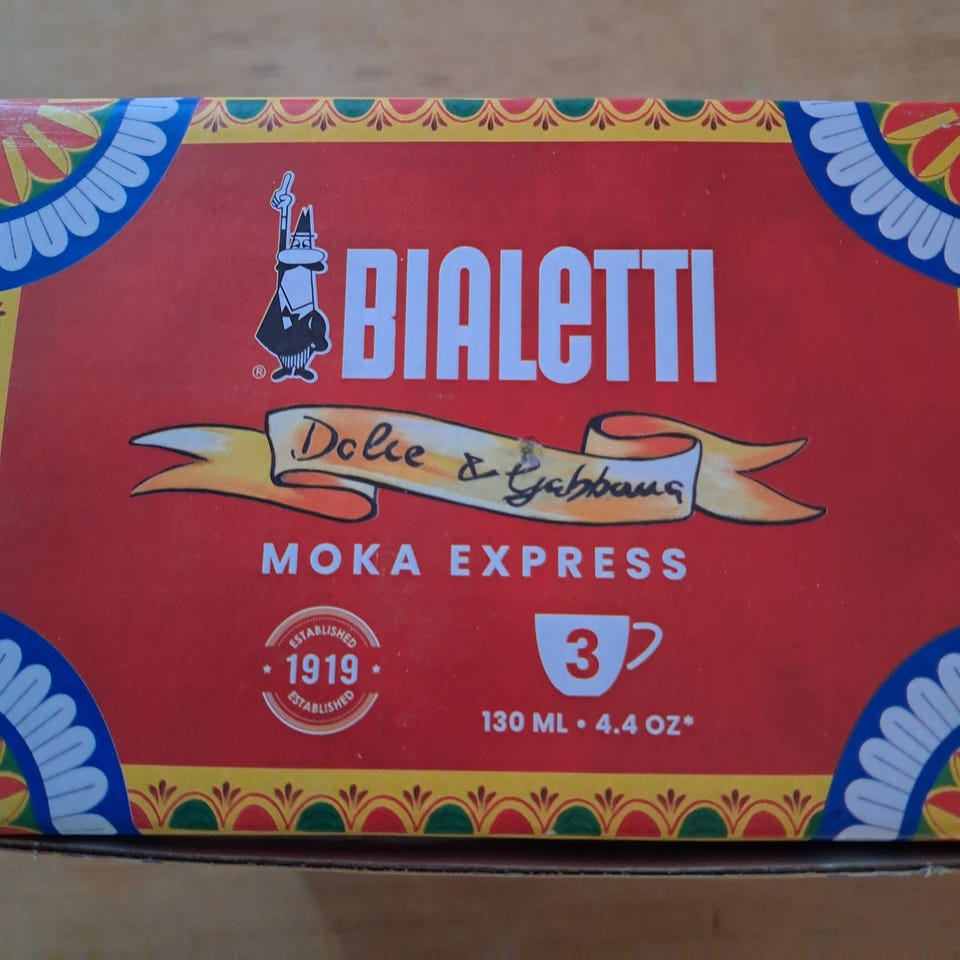 BIALETTI
®
Dolce & Gabbana
MOKA EXPRESS
ESTABLISHED
1919
ESTABLISHED
3
130 ML • 4.4 OZ*